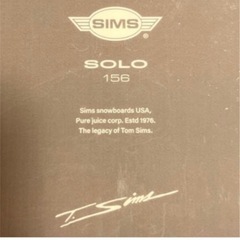 SIMS
®
SOLO
156
Sims snowboards USA,
Pure juice corp. Estd 1976.
The legacy of Tom Sims.
T. Sims